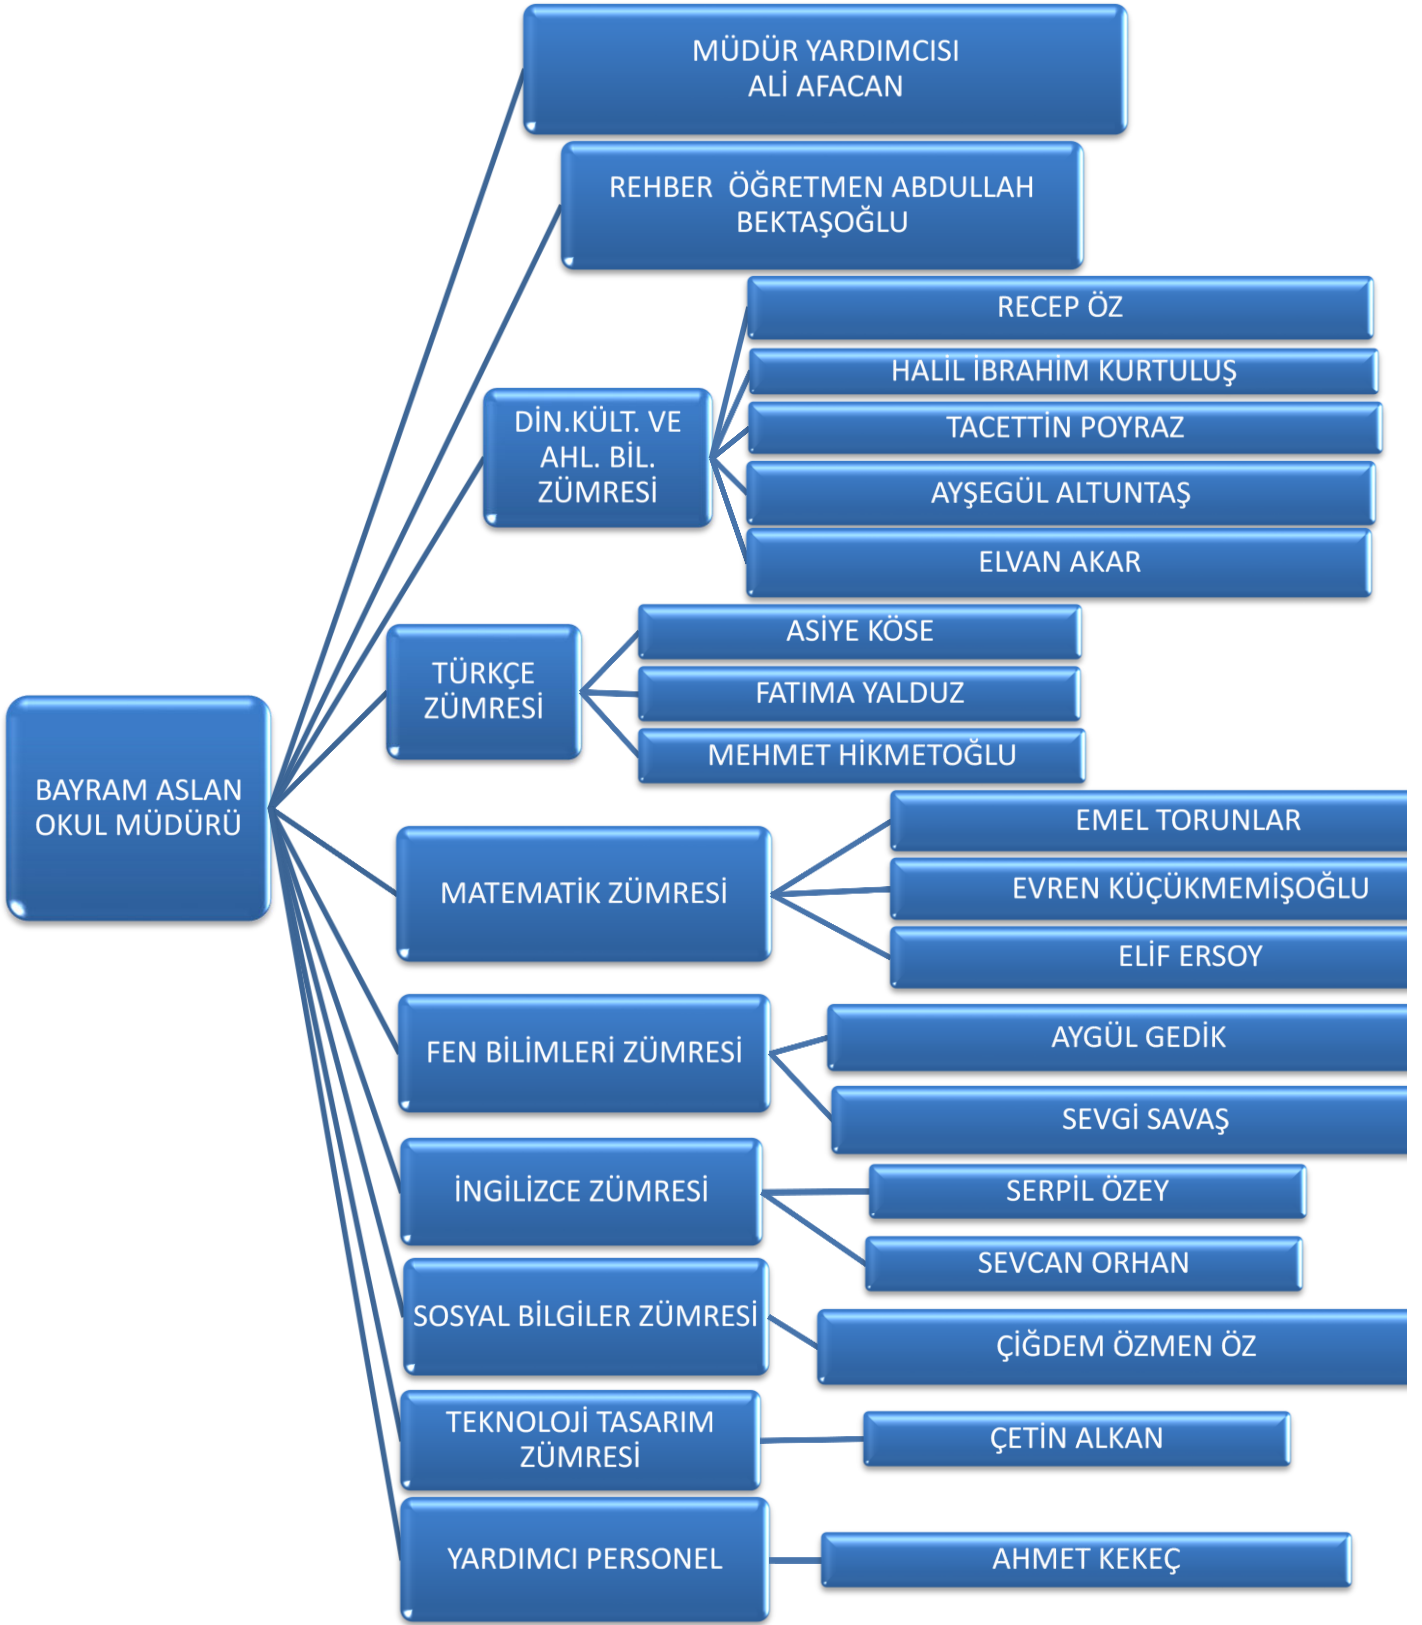 MÜDÜR YARDIMCISI
ALİ AFACAN
REHBER ÖĞRETMEN ABDULLAH
BEKTAŞOĞLU
DİN.KÜLT. VE
AHL. BİL.
ZÜMRESİ
RECEP ÖZ
HALİL İBRAHİM KURTULUŞ
TACETTİN POYRAZ
AYŞEGÜL ALTUNTAŞ
ELVAN AKAR
TÜRKÇE
ZÜMRESİ
ASİYE KÖSE
FATIMA YALDUZ
MEHMET HİKMETOĞLU
BAYRAM ASLAN
OKUL MÜDÜRÜ
MATEMATİK ZÜMRESİ
EMEL TORUNLAR
EVREN KÜÇÜKMEMİŞOĞLU
ELİF ERSOY
FEN BİLİMLERİ ZÜMRESİ
AYGÜL GEDİK
SEVGİ SAVAŞ
İNGİLİZCE ZÜMRESİ
SERPİL ÖZEY
SEVCAN ORHAN
SOSYAL BİLGİLER ZÜMRESİ
ÇİĞDEM ÖZMEN ÖZ
TEKNOLOJİ TASARIM
ZÜMRESİ
ÇETİN ALKAN
YARDIMCI PERSONEL
AHMET KEKEÇ